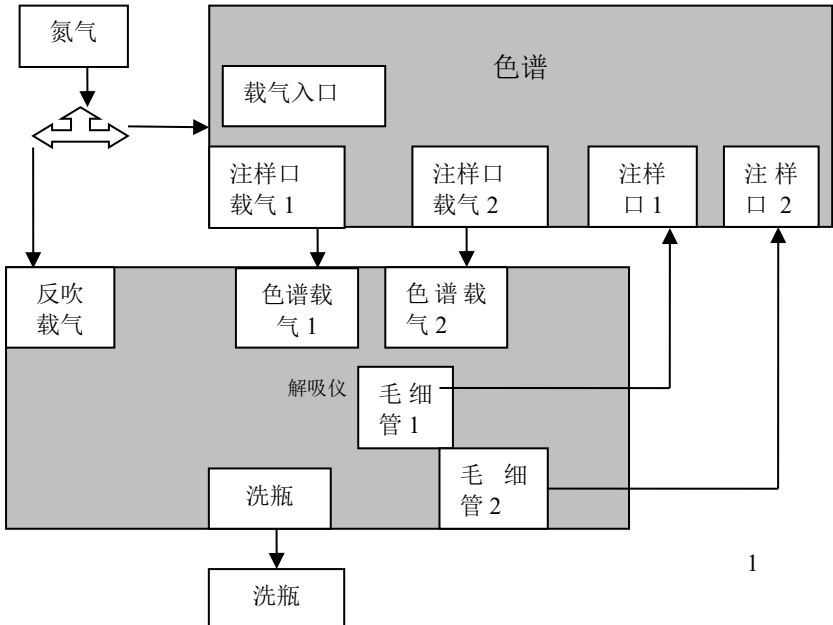 氮气
色谱
载气入口
注样口
载气 1
注样口
载气 2
注样
口 1
注 样
口 2
反吹
载气
色谱载
气 1
色 谱 载
气 2
解吸仪
毛 细
管 1
毛 细
管 2
洗瓶
1
洗瓶